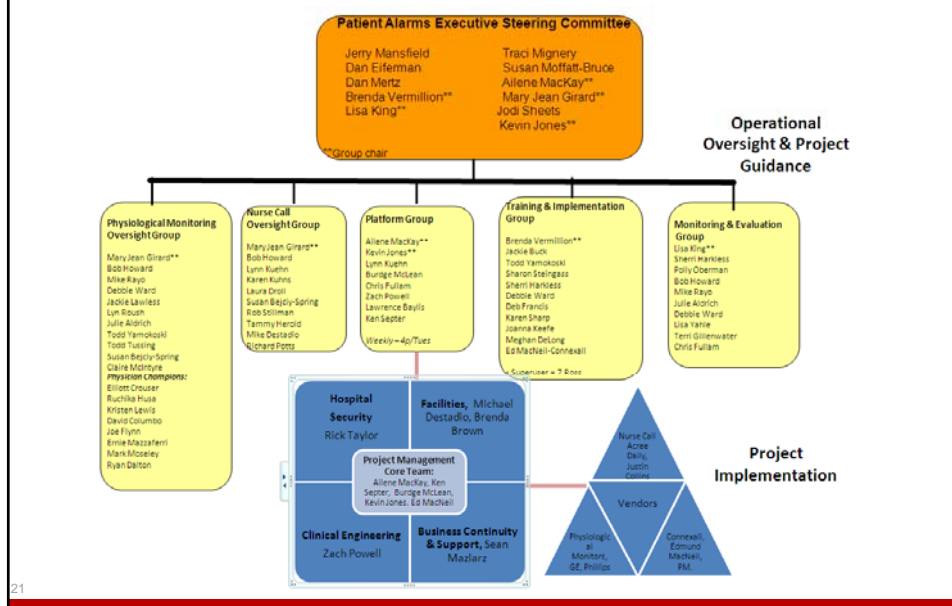 Patient Alarms Executive Steering Committee
Jerry Mansfield
Dan Eiferman
Dan Mertz
Brenda Vermillion**
Lisa King**
Traci Mignery
Susan Moffatt-Bruce
Ailene MacKay**
Mary Jean Girard**
Jodi Sheets
Kevin Jones**
**Group chair
Operational
Oversight & Project
Guidance
Physiological Monitoring
Oversight Group
Mary Jean Girard**
Bob Howard
Mike Rayo
Debbie Ward
Jackie Lawless
Lyn Roush
Julie Aldrich
Todd Yamokoski
Todd Tussing
Susan Bejciy-Spring
Claire McIntyre
Physician Champions:
Elliott Crouser
Ruchika Husa
Kristen Lewis
David Columbo
Joe Flynn
Ernie Mazzaferri
Mark Moseley
Ryan Dalton
Nurse Call
Oversight Group
Mary Jean Girard**
Bob Howard
Lynn Kuehn
Karen Kuhns
Laura Droll
Susan Bejciy-Spring
Rob Stillman
Tammy Herold
Mike Destadio
Richard Potts
Platform Group
Ailene MacKay**
Kevin Jones**
Lynn Kuehn
Burdge McLean
Chris Fullam
Zach Powell
Lawrence Baylis
Ken Septer
Weekly – 4p/Tues
Training & Implementation
Group
Brenda Vermillion**
Jackie Buck
Todd Yamokoski
Sharon Steingass
Sherri Harkless
Debbie Ward
Deb Francis
Karen Sharp
Joanna Keefe
Meghan DeLong
Ed MacNeil-Connexall
Superuser = 7 Ross
Monitoring & Evaluation
Group
Lisa King**
Sherri Harkless
Polly Oberman
Bob Howard
Mike Rayo
Julie Aldrich
Debbie Ward
Lisa Yanle
Terri Gillenwater
Chris Fullam
Hospital
Security
Rick Taylor
Facilities, Michael
Destadio, Brenda
Brown
Project Management
Core Team:
Ailene MacKay, Ken
Septer, Burdge McLean,
Kevin Jones. Ed MacNeil
Clinical Engineering
Zach Powell
Business Continuity
& Support, Sean
Mazlarz
Nurse Call
Acree
Daily,
Justin
Collins
Vendors
Physiologic
al
Monitors,
GE, Phillips
Connexall,
Edmund
MacNeil,
PM.
Project
Implementation
21